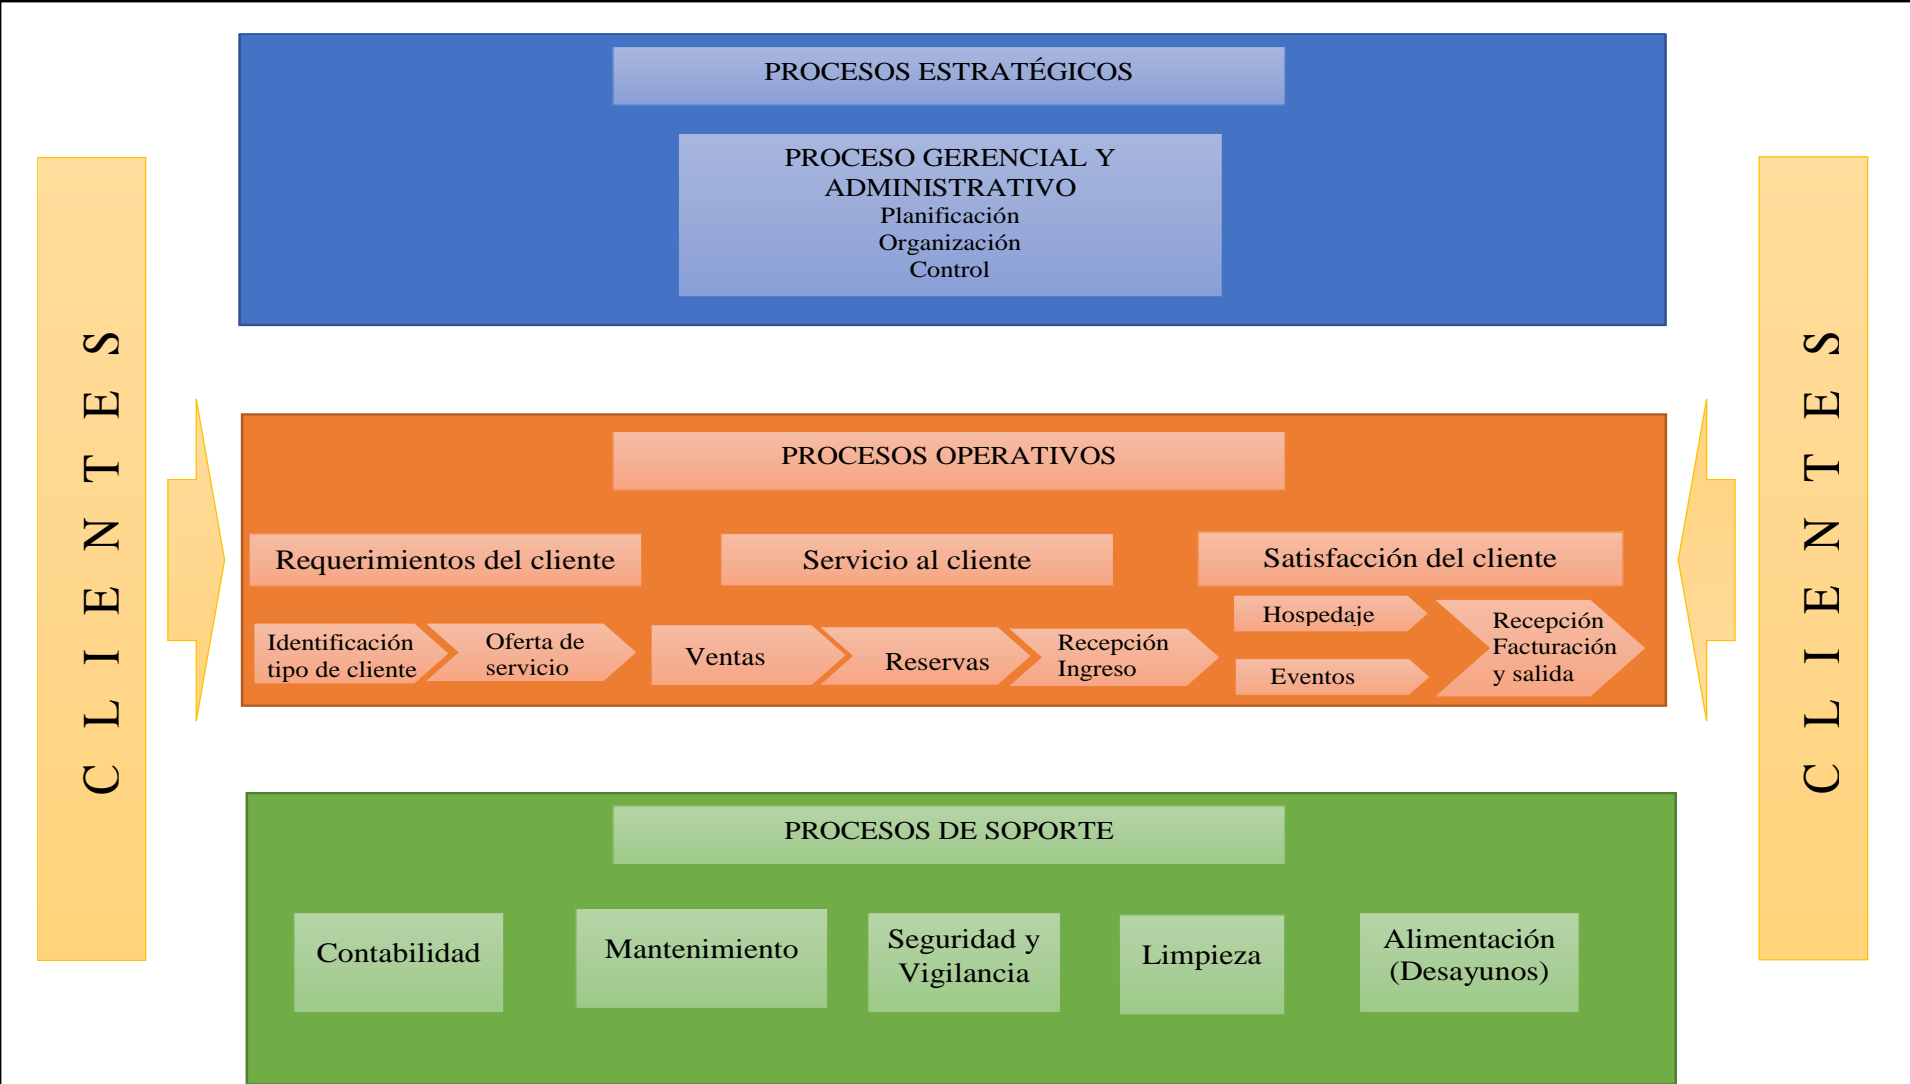 CLIENTES
PROCESOS ESTRATÉGICOS
PROCESO GERENCIAL Y
ADMINISTRATIVO
Planificación
Organización
Control
PROCESOS OPERATIVOS
Requerimientos del cliente
Identificación
tipo de cliente
Oferta de
servicio
Servicio al cliente
Ventas
Reservas
Recepción
Ingreso
Satisfacción del cliente
Hospedaje
Eventos
Recepción
Facturación
y salida
PROCESOS DE SOPORTE
Contabilidad
Mantenimiento
Seguridad y
Vigilancia
Limpieza
Alimentación
(Desayunos)
CLIENTES